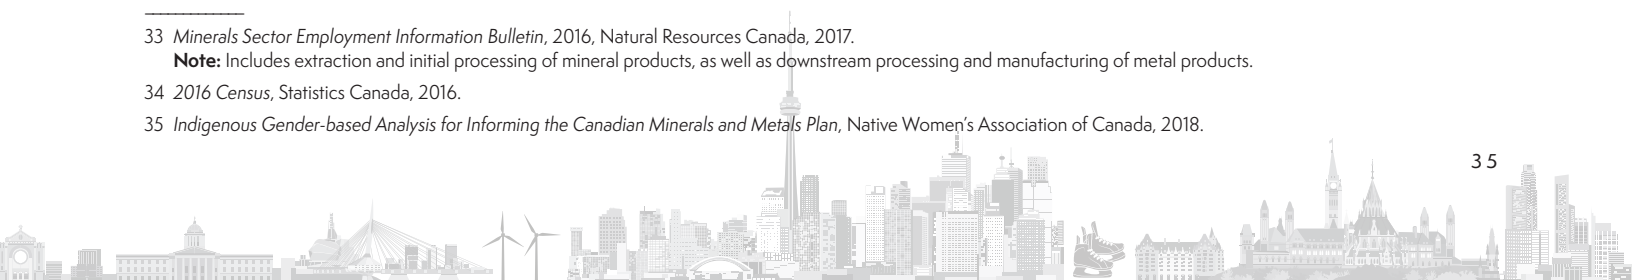 33 Minerals Sector Employment Information Bulletin, 2016, Natural Resources Canada, 2017.
Note: Includes extraction and initial processing of mineral products, as well as downstream processing and manufacturing of metal products.
34 2016 Census, Statistics Canada, 2016.
35 Indigenous Gender-based Analysis for Informing the Canadian Minerals and Metals Plan, Native Women's Association of Canada, 2018.
35